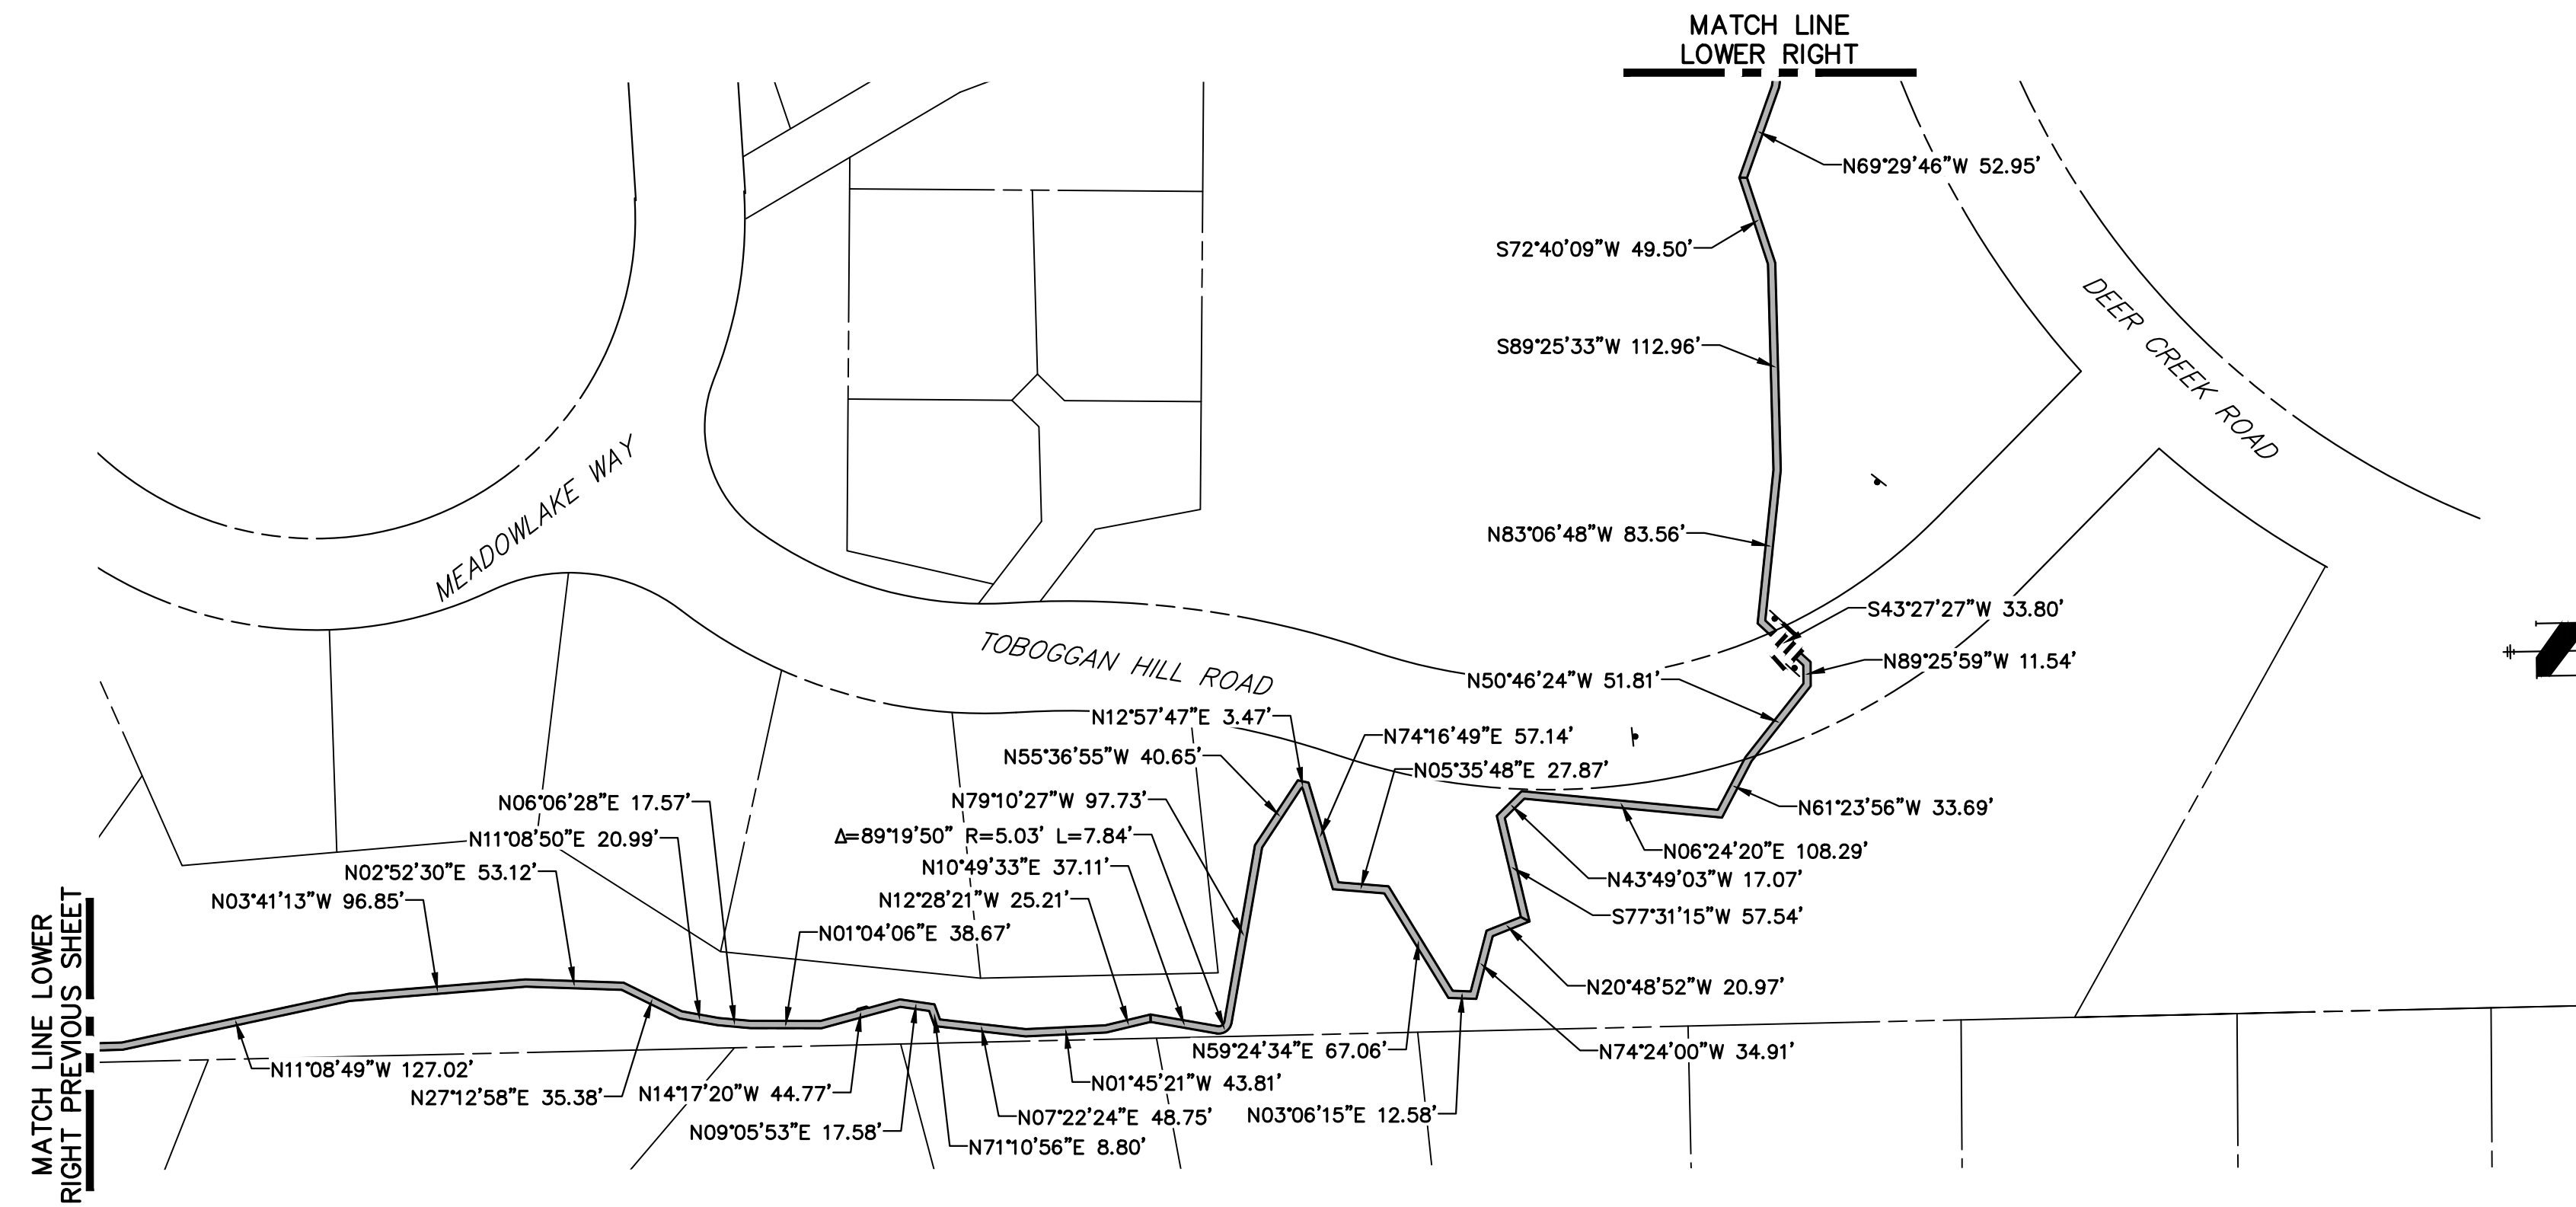 MATCH LINE
LOWER RIGHT
N69°29'46"W 52.95'
S72°40'09"W 49.50'
DEER CREEK ROAD
S89°25'33"W 112.96'
MEADOWLAKE WAY
N83°06'48"W 83.56'
S43°27'27"W 33.80'
TOBOGGAN HILL ROAD
N89°25'59"W 11.54'
N50°46'24"W 51.81'
N12°57'47"E 3.47'
N74°16'49"E 57.14'
N55°36'55"W 40.65'
N05°35'48"E 27.87'
N06°06'28"E 17.57'
N79°10'27"W 97.73'
N61°23'56"W 33.69'
N11°08'50"E 20.99'
Δ=89°19'50" R=5.03' L=7.84'
N06°24'20"E 108.29'
N02°52'30"E 53.12'
N10°49'33"E 37.11'
N43°49'03"W 17.07'
N03°41'13"W 96.85'
N12°28'21"W 25.21'
S77°31'15"W 57.54'
N01°04'06"E 38.67'
N20°48'52"W 20.97'
MATCH LINE LOWER
RIGHT PREVIOUS SHEET
N59°24'34"E 67.06'
N74°24'00"W 34.91'
N11°08'49"W 127.02'
N01°45'21"W 43.81'
N27°12'58"E 35.38'
N14°17'20"W 44.77'
N07°22'24"E 48.75'
N03°06'15"E 12.58'
N09°05'53"E 17.58'
N71°10'56"E 8.80'